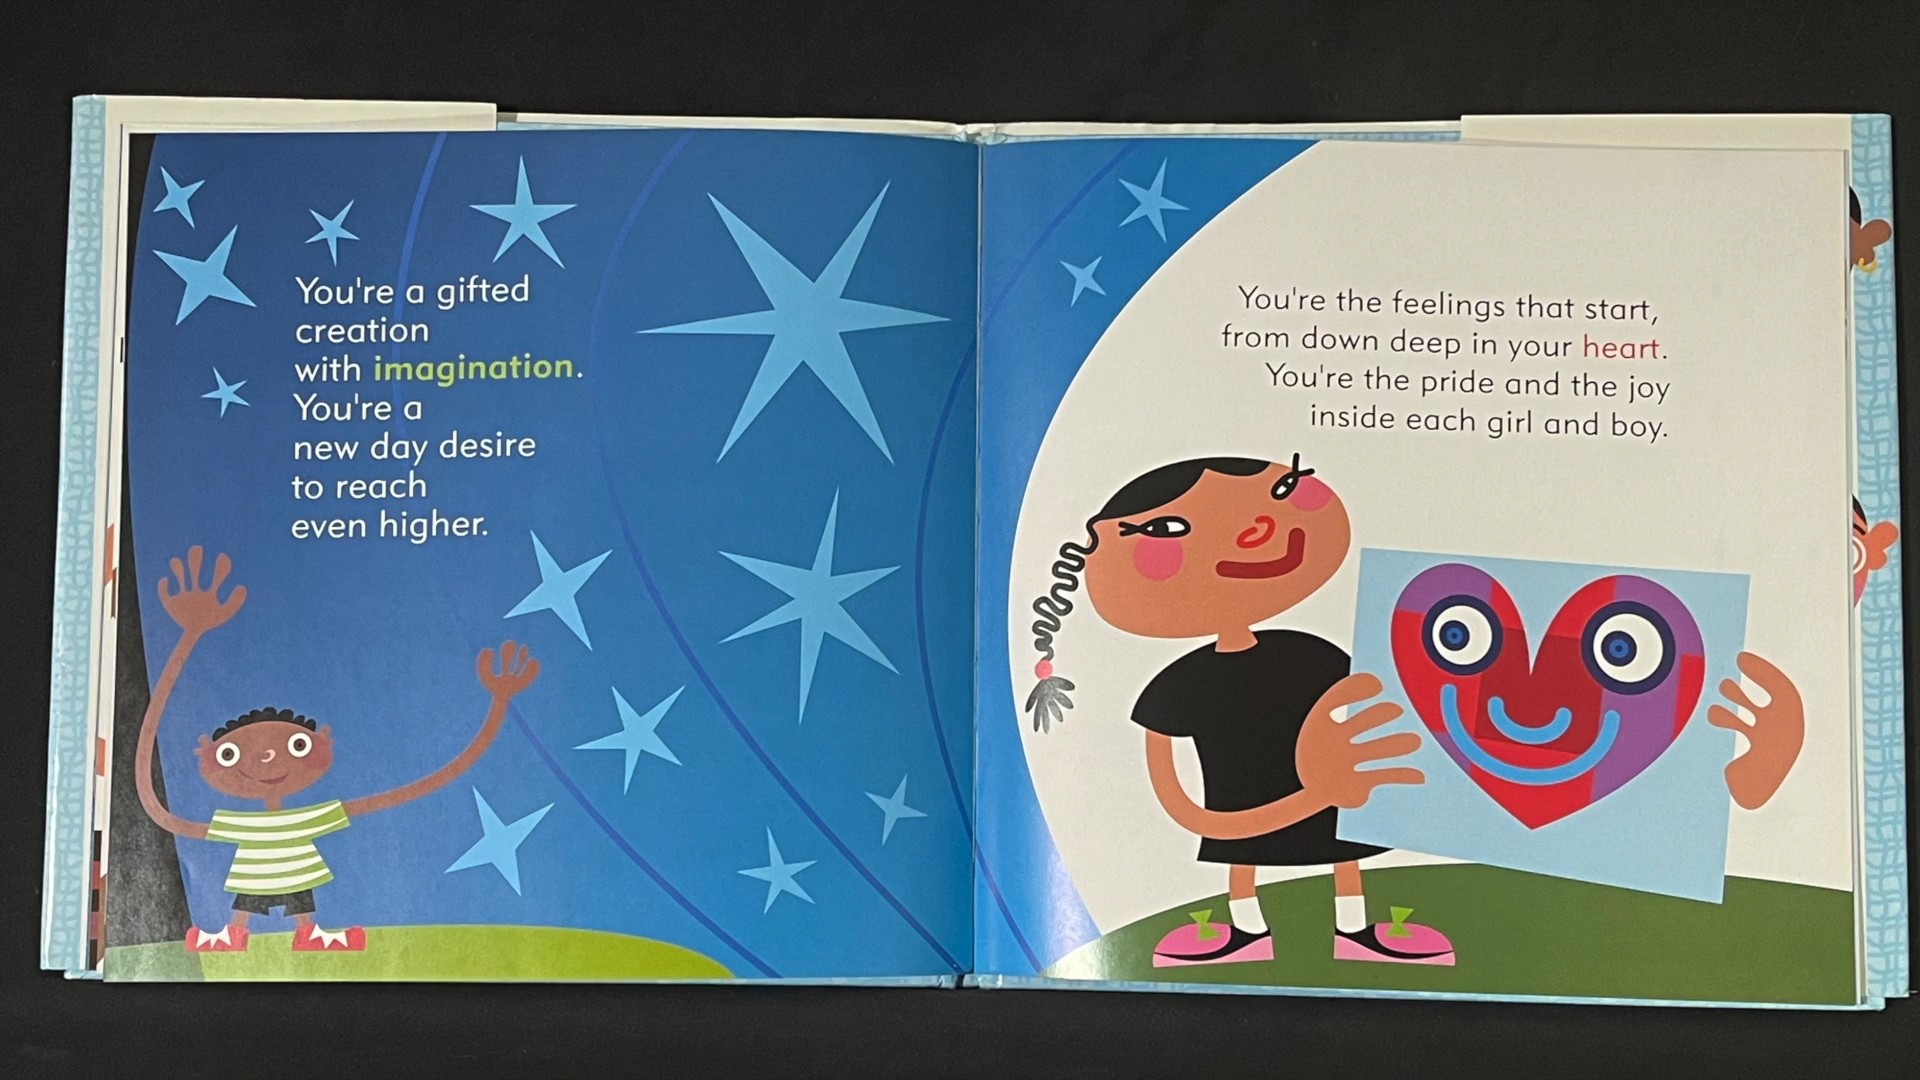 You're a gifted
creation
with imagination.
You're a
new day desire
to reach
even higher.
You're the feelings that start,
from down deep in your heart.
You're the pride and the joy
inside each girl and boy.